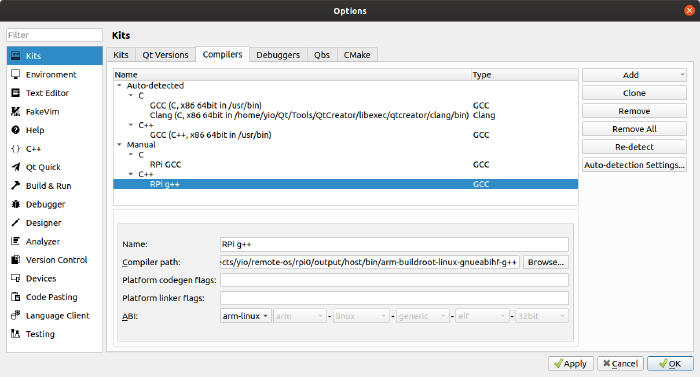 Options
Filter
Kits
Environment
Text Editor
FakeVim
Help
{} C++
Qt Quick
Build & Run
Debugger
Designer
Analyzer
Version Control
Devices
Code Pasting
Language Client
Testing
Kits
Kits Qt Versions Compilers Debuggers Qbs CMake
Name Type
Auto-detected
C
GCC (C, x86 64bit in /usr/bin) GCC
Clang (C, x86 64bit in /home/yio/Qt/Tools/QtCreator/libexec/qtcreator/clang/bin) Clang
C++
GCC (C++, x86 64bit in /usr/bin) GCC
Manual
C
RPi GCC GCC
C++
RPi g++ GCC
Add
Clone
Remove
Remove All
Re-detect
Auto-detection Settings...
Name: RPi g++
Compiler path: ects/yio/remote-os/rpi0/output/host/bin/arm-buildroot-linux-gnueabihf-g++ Browse...
Platform codegen flags:
Platform linker flags:
ABI: arm-linux arm - linux - generic - elf - 32bit
Apply Cancel OK